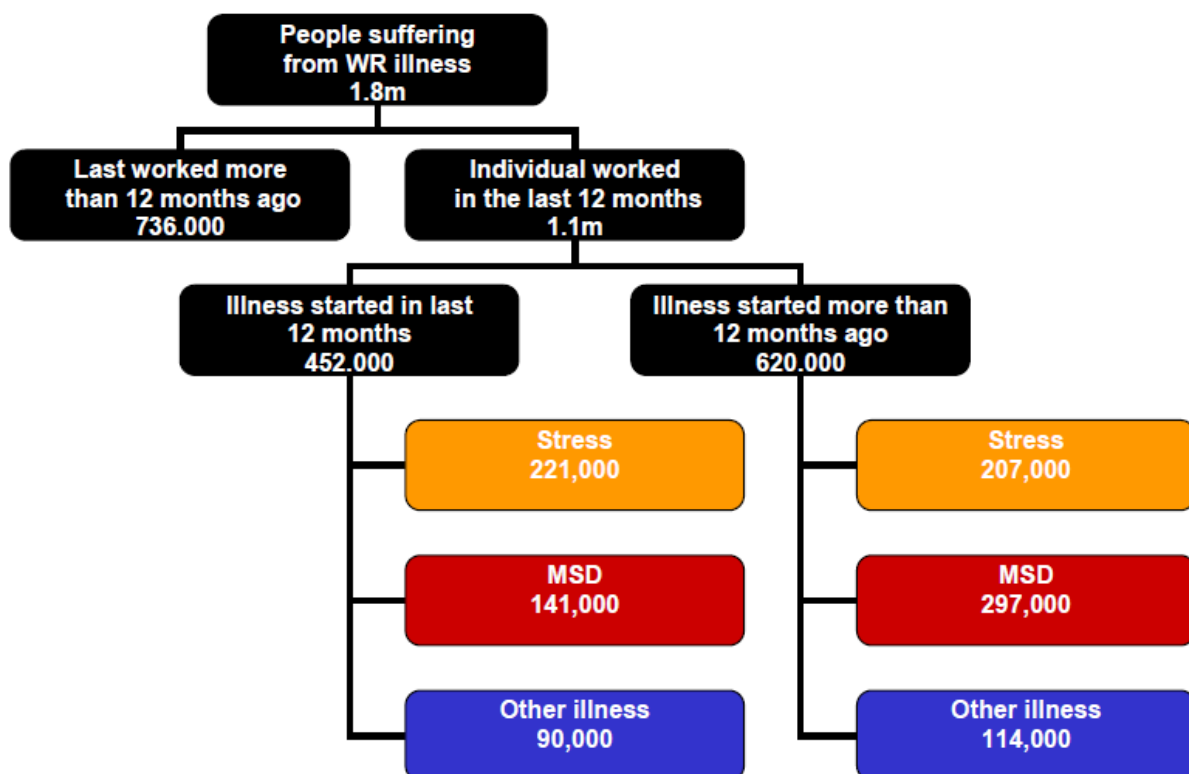 People suffering
from WR illness
1.8m
Last worked more
than 12 months ago
736.000
Individual worked
in the last 12 months
1.1m
Illness started in last
12 months
452.000
Illness started more than
12 months ago
620.000
Stress
221,000
Stress
207,000
MSD
141,000
MSD
297,000
Other illness
90,000
Other illness
114,000